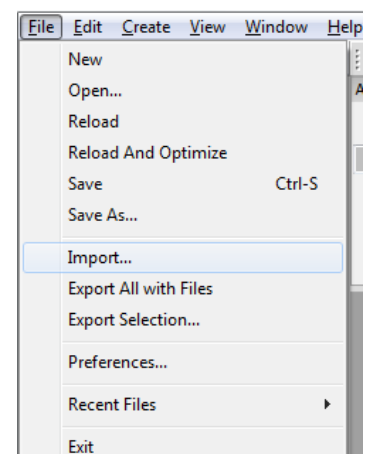 File Edit Create View Window Help
New
Open...
Reload
Reload And Optimize
Save Ctrl-S
Save As...
Import...
Export All with Files
Export Selection...
Preferences...
Recent Files
Exit